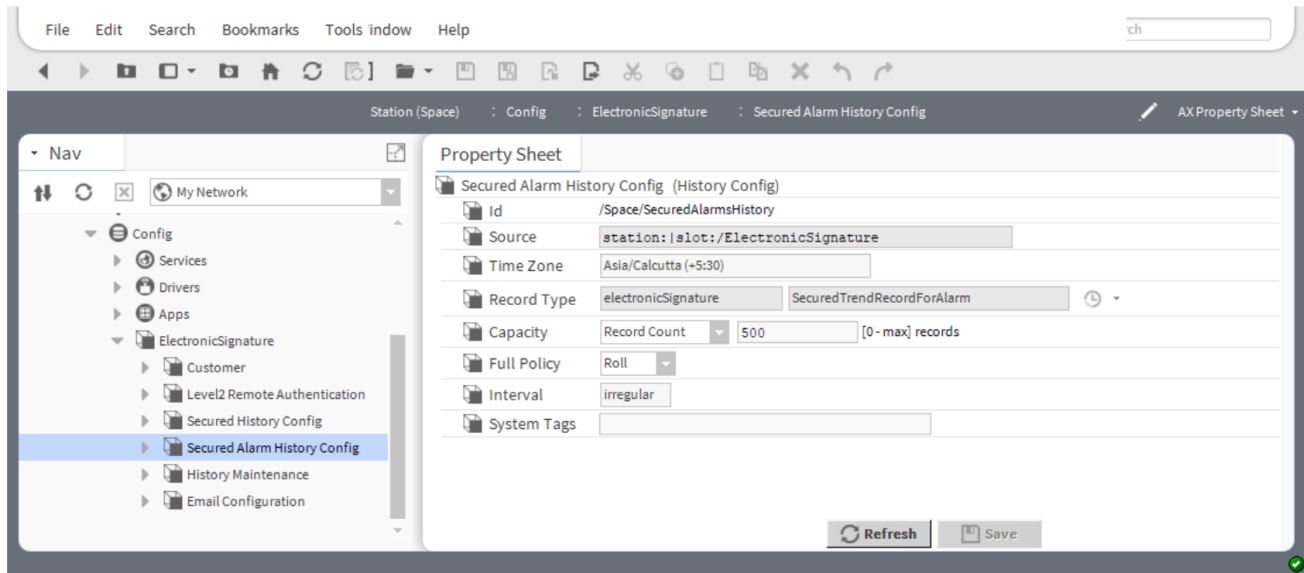 File Edit Search Bookmarks Tools indow Help rch
Station (Space) : Config : ElectronicSignature : Secured Alarm History Config AX Property Sheet
Nav
My Network
Config
Services
Drivers
Apps
ElectronicSignature
Customer
Level2 Remote Authentication
Secured History Config
Secured Alarm History Config
History Maintenance
Email Configuration
Property Sheet
Secured Alarm History Config (History Config)
Id /Space/SecuredAlarmsHistory
Source station:|slot:/ElectronicSignature
Time Zone Asia/Calcutta (+5:30)
Record Type electronicSignature SecuredTrendRecordForAlarm
Capacity Record Count 500 [0 - max] records
Full Policy Roll
Interval irregular
System Tags
Refresh Save